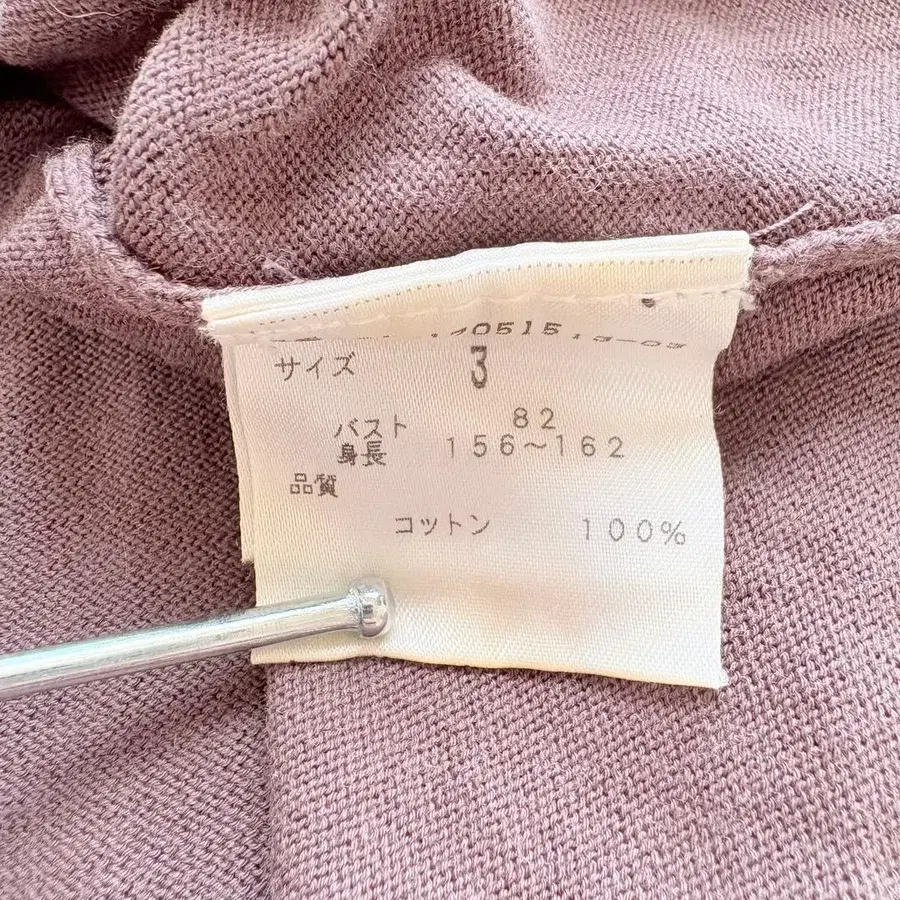 サイズ 3
バスト 82
身長 156～162
品質
コットン 100%